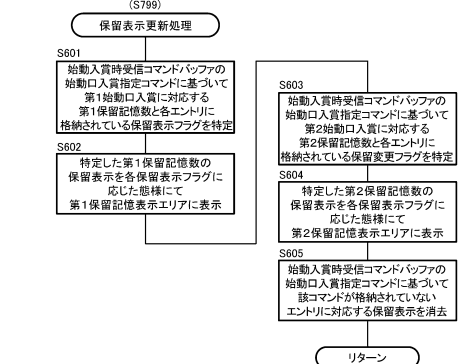 (S799)
保留表示更新処理
S601
始動入賞時受信コマンドバッファの
始動口入賞指定コマンドに基づいて
第1始動口入賞に対応する
第1保留記憶数と各エントリに
格納されている保留表示フラグを特定
S602
特定した第1保留記憶数の
保留表示を各保留表示フラグに
応じた態様にて
第1保留記憶表示エリアに表示
S603
始動入賞時受信コマンドバッファの
始動口入賞指定コマンドに基づいて
第2始動口入賞に対応する
第2保留記憶数と各エントリに
格納されている保留変更フラグを特定
S604
特定した第2保留記憶数の
保留表示を各保留表示フラグに
応じた態様にて
第2保留記憶表示エリアに表示
S605
始動入賞時受信コマンドバッファの
始動口入賞指定コマンドに基づいて
該コマンドが格納されていない
エントリに対応する保留表示を消去
リターン